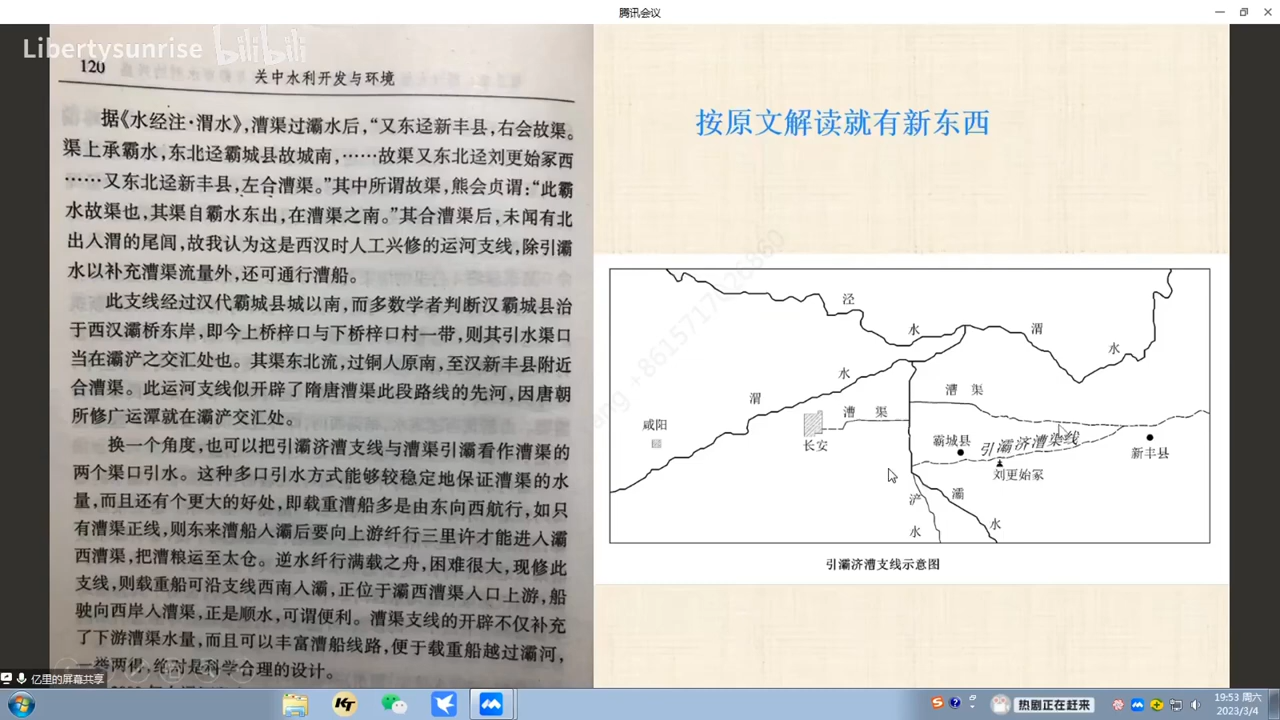 腾讯会议
Libertysunrise bilibili
120
关中水利开发与环境
据《水经注·渭水》,漕渠过灞水后,“又东迳新丰县,右会故渠。
渠上承霸水,东北迳霸城县故城南,……故渠又东北迳刘更始冢西
……又东北迳新丰县,左合漕渠。”其中所谓故渠,熊会贞谓:“此霸
水故渠也,其渠自霸水东出,在漕渠之南。”其合漕渠后,未闻有北
出入渭的尾闾,故我认为这是西汉时人工兴修的运河支线,除引灞
水以补充漕渠流量外,还可通行漕船。
此支线经过汉代霸城县城以南,而多数学者判断汉霸城县治
于西汉灞桥东岸,即今上桥梓口与下桥梓口村一带,则其引水渠口
当在灞浐之交汇处也。其渠东北流,过铜人原南,至汉新丰县附近
合漕渠。此运河支线似开辟了隋唐漕渠此段路线的先河,因唐朝
所修广运潭就在灞浐交汇处。
换一个角度,也可以把引灞济漕支线与漕渠引灞看作漕渠的
两个渠口引水。这种多口引水方式能够较稳定地保证漕渠的水
量,而且还有个更大的好处,即载重漕船多是由东向西航行,如只
有漕渠正线,则东来漕船入灞后要向上游纤行三里许才能进入灞
西漕渠,把漕粮运至太仓。逆水纤行满载之舟,困难很大,现修此
支线,则载重船可沿支线西南入灞,正位于灞西漕渠入口上游,船
驶向西岸入漕渠,正是顺水,可谓便利。漕渠支线的开辟不仅补充
了下游漕渠水量,而且可以丰富漕船线路,便于载重船越过灞河,
一举两得,绝对是科学合理的设计。
按原文解读就有新东西
泾
水
渭
水
水
渭
漕渠
漕渠
咸阳
长安
霸城县
引灞济漕渠线
新丰县
刘更始冢
浐
灞
水
水
引灞济漕支线示意图
+8615717026860
亿里的屏幕共享
热剧正在赶来
19:53 周六
2023/3/4